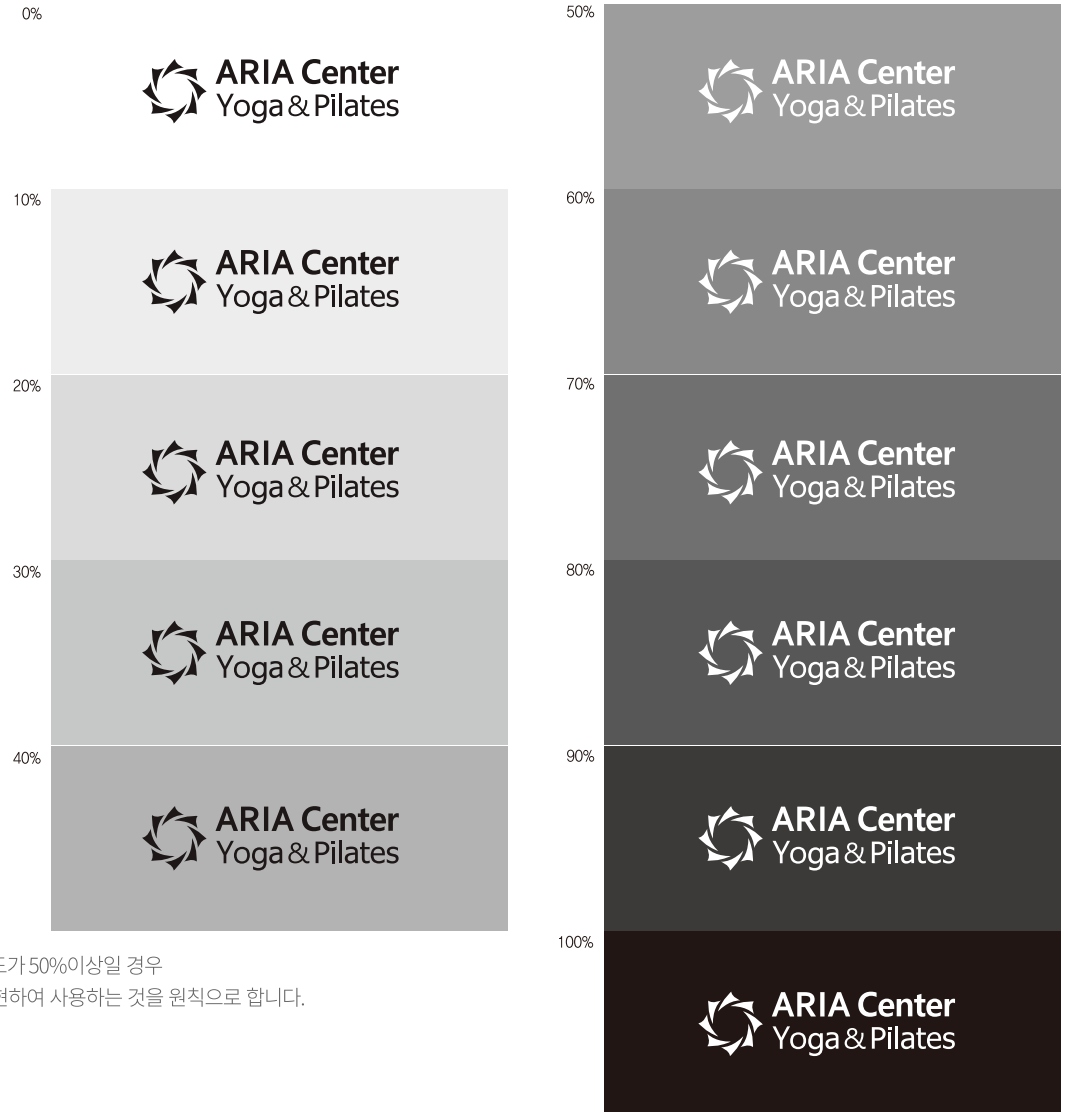 0%
ARIA Center
Yoga & Pilates
10%
ARIA Center
Yoga & Pilates
20%
ARIA Center
Yoga & Pilates
30%
ARIA Center
Yoga & Pilates
40%
ARIA Center
Yoga & Pilates
50%이상일 경우
사용하는 것을 원칙으로 합니다.
50%
ARIA Center
Yoga & Pilates
60%
ARIA Center
Yoga & Pilates
70%
ARIA Center
Yoga & Pilates
80%
ARIA Center
Yoga & Pilates
90%
ARIA Center
Yoga & Pilates
100%
ARIA Center
Yoga & Pilates